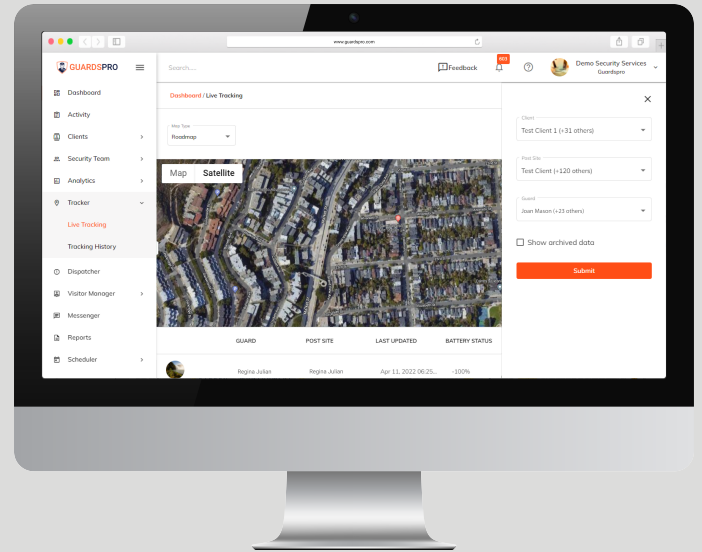 www.guardspro.com
GUARDSPRO
Search....
Feedback
603
Demo Security Services
Guardspro
Dashboard
Activity
Clients
Security Team
Analytics
Tracker
Live Tracking
Tracking History
Dispatcher
Visitor Manager
Messenger
Reports
Scheduler
Dashboard / Live Tracking
Map Type
Roadmap
Map Satellite
GUARD POST SITE LAST UPDATED BATTERY STATUS
Regina Julian Regina Julian Apr 11, 2022 06:25... -100%
Client
Test Client 1 (+31 others)
Post Site
Test Client (+120 others)
Guard
Joan Mason (+23 others)
Show archived data
Submit